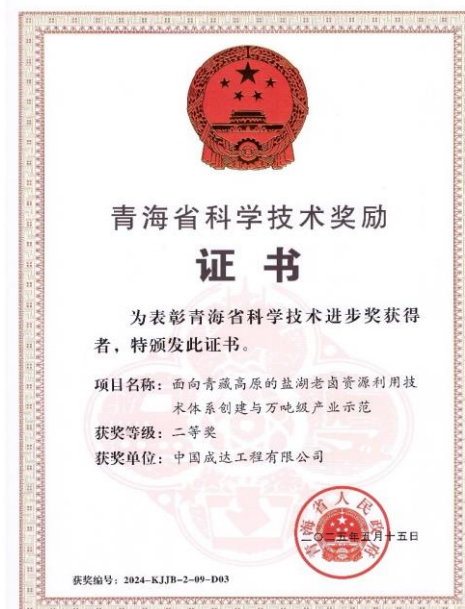 青海省科学技术奖励
证书
为表彰青海省科学技术进步奖获得
者，特颁发此证书。
项目名称：面向青藏高原的盐湖老卤资源利用技
术体系创建与万吨级产业示范
获奖等级：二等奖
获奖单位：中国成达工程有限公司
青海省人民政府
二〇二五年五月十五日
获奖编号：2024-KJJB-2-09-D03